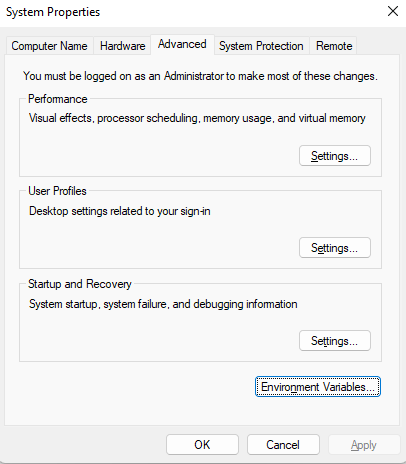 System Properties
Computer Name Hardware Advanced System Protection Remote
You must be logged on as an Administrator to make most of these changes.
Performance
Visual effects, processor scheduling, memory usage, and virtual memory
Settings...
User Profiles
Desktop settings related to your sign-in
Settings...
Startup and Recovery
System startup, system failure, and debugging information
Settings...
Environment Variables...
OK Cancel Apply